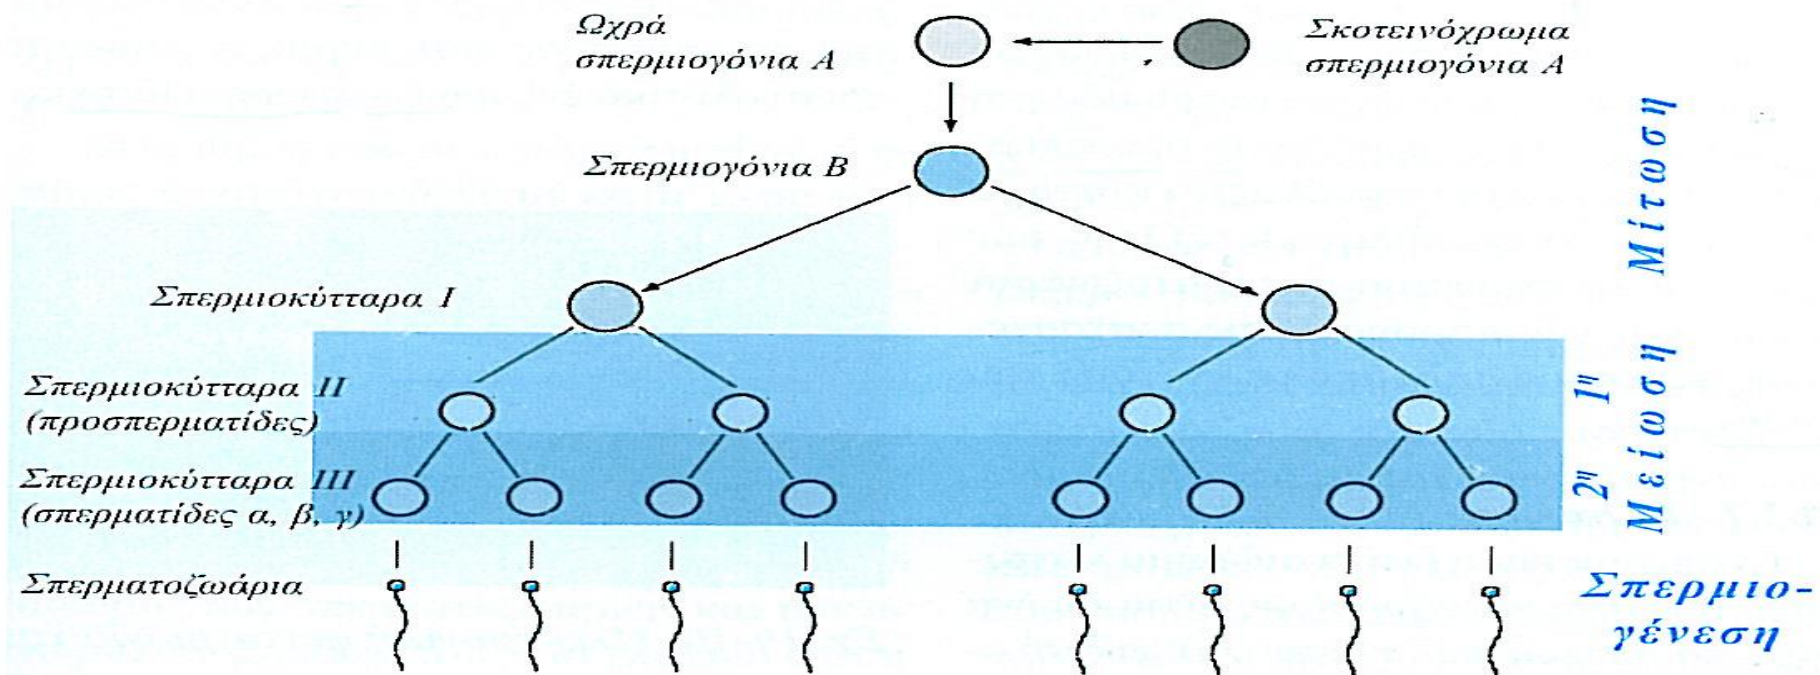 Ωχρά
σπερμιογόνια Α
Σκοτεινόχρωμα
σπερμιογόνια Α
Σπερμιογόνια Β
Μίτωση
Σπερμιοκύτταρα Ι
Σπερμιοκύτταρα ΙΙ
(προσπερματίδες)
1η
Σπερμιοκύτταρα ΙΙΙ
(σπερματίδες α, β, γ)
2η
Μείωση
Σπερματοζωάρια
Σπερμιο-
γένεση